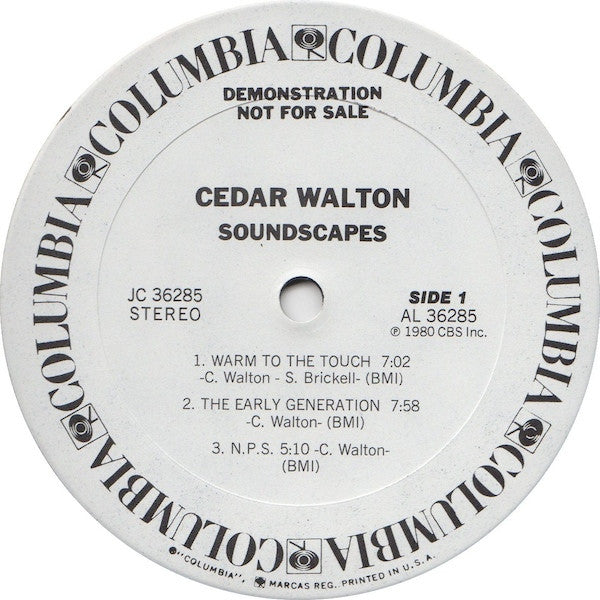 COLUMBIA COLUMBIA COLUMBIA COLUMBIA COLUMBIA COLUMBIA COLUMBIA COLUMBIA
DEMONSTRATION
NOT FOR SALE
CEDAR WALTON
SOUNDSCAPES
JC 36285
STEREO
SIDE 1
AL 36285
℗ 1980 CBS Inc.
1. WARM TO THE TOUCH 7:02
-C. Walton - S. Brickell- (BMI)
2. THE EARLY GENERATION 7:58
-C. Walton- (BMI)
3. N.P.S. 5:10 -C. Walton-
(BMI)
®"COLUMBIA", MARCAS REG. PRINTED IN U.S.A.